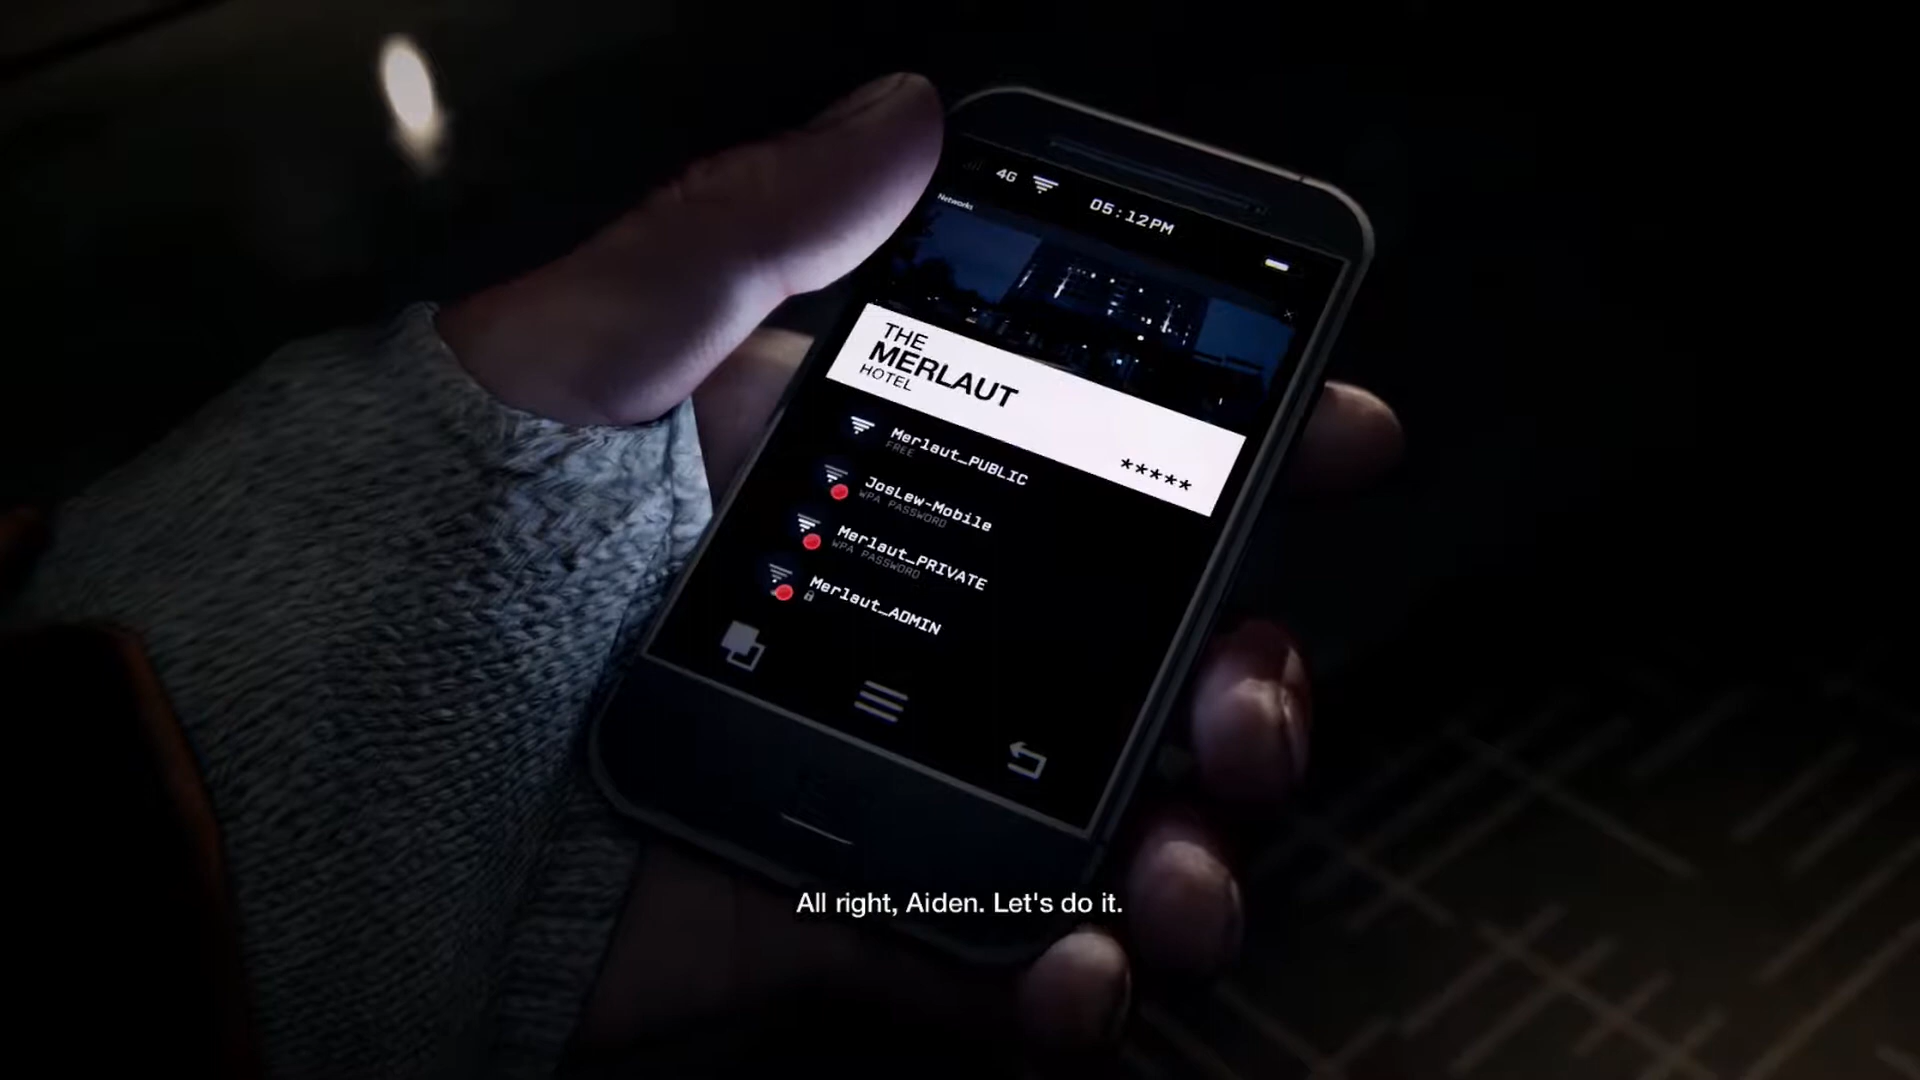 4G
05:12PM
Networks
THE
MERLAUT
HOTEL
*****
Merlaut_PUBLIC
FREE
JosLew-Mobile
WPA PASSWORD
Merlaut_PRIVATE
WPA PASSWORD
Merlaut_ADMIN
All right, Aiden. Let's do it.